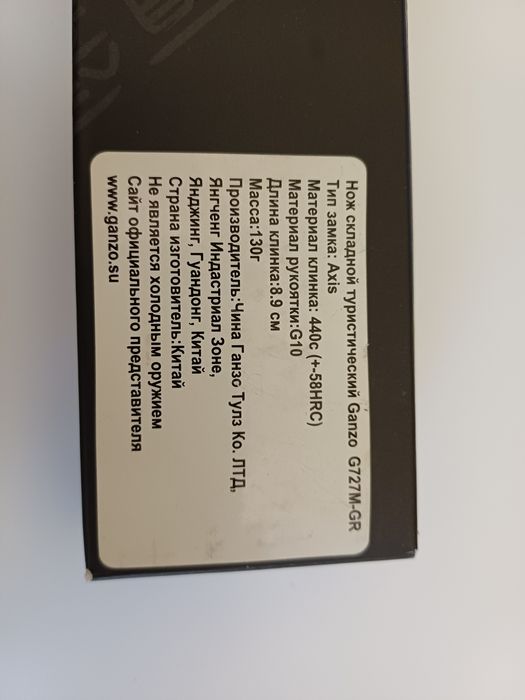 Нож складной туристический Ganzo G727M-GR
Тип замка: Axis
Материал клинка: 440с (+-58HRC)
Материал рукоятки:G10
Длина клинка:8.9 см
Масса:130г
Производитель:Чина Ганзо Тулз Ко. ЛТД,
Янгченг Индастриал Зоне,
Янджинг, Гуандонг, Китай
Страна изготовитель:Китай
Не является холодным оружием
Сайт официального представителя
www.ganzo.su